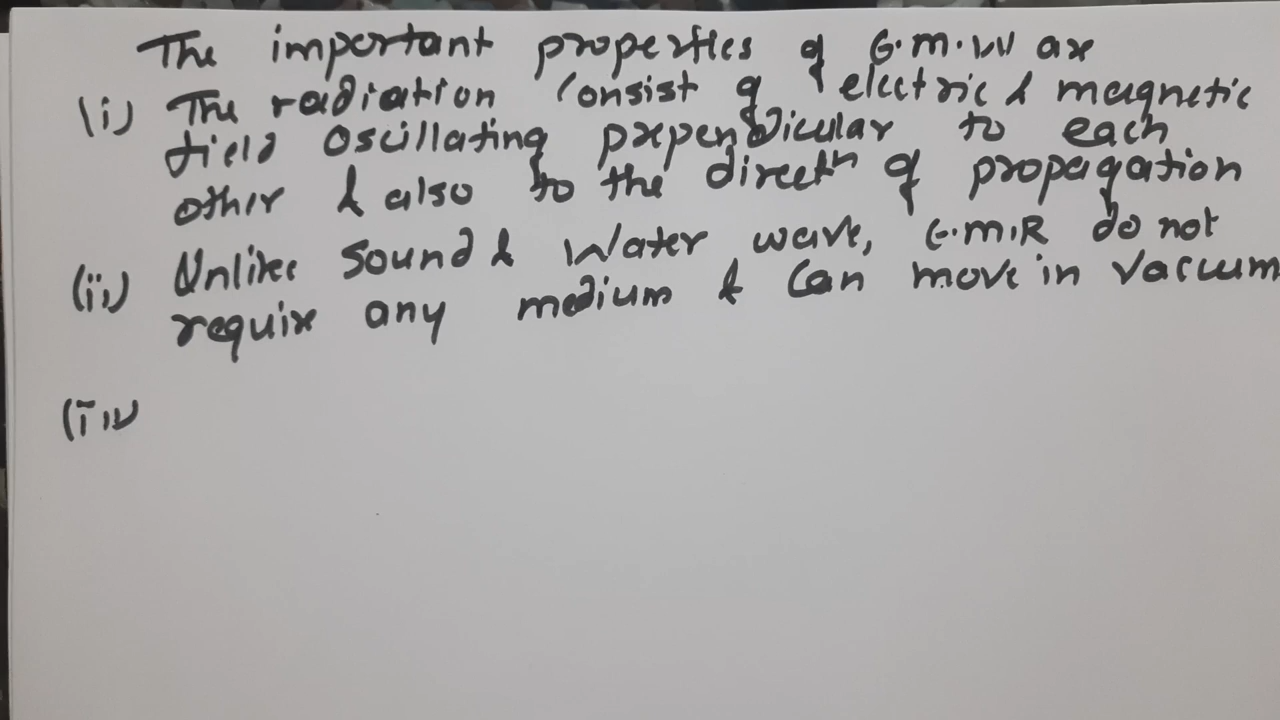 The important properties of E.M.W are
(i) The radiation consist of electric & magnetic
field oscillating perpendicular to each
other & also to the directn of propagation
(ii) Unlike sound & water wave, E.M.R do not
require any medium & can move in vacuum
(iii)